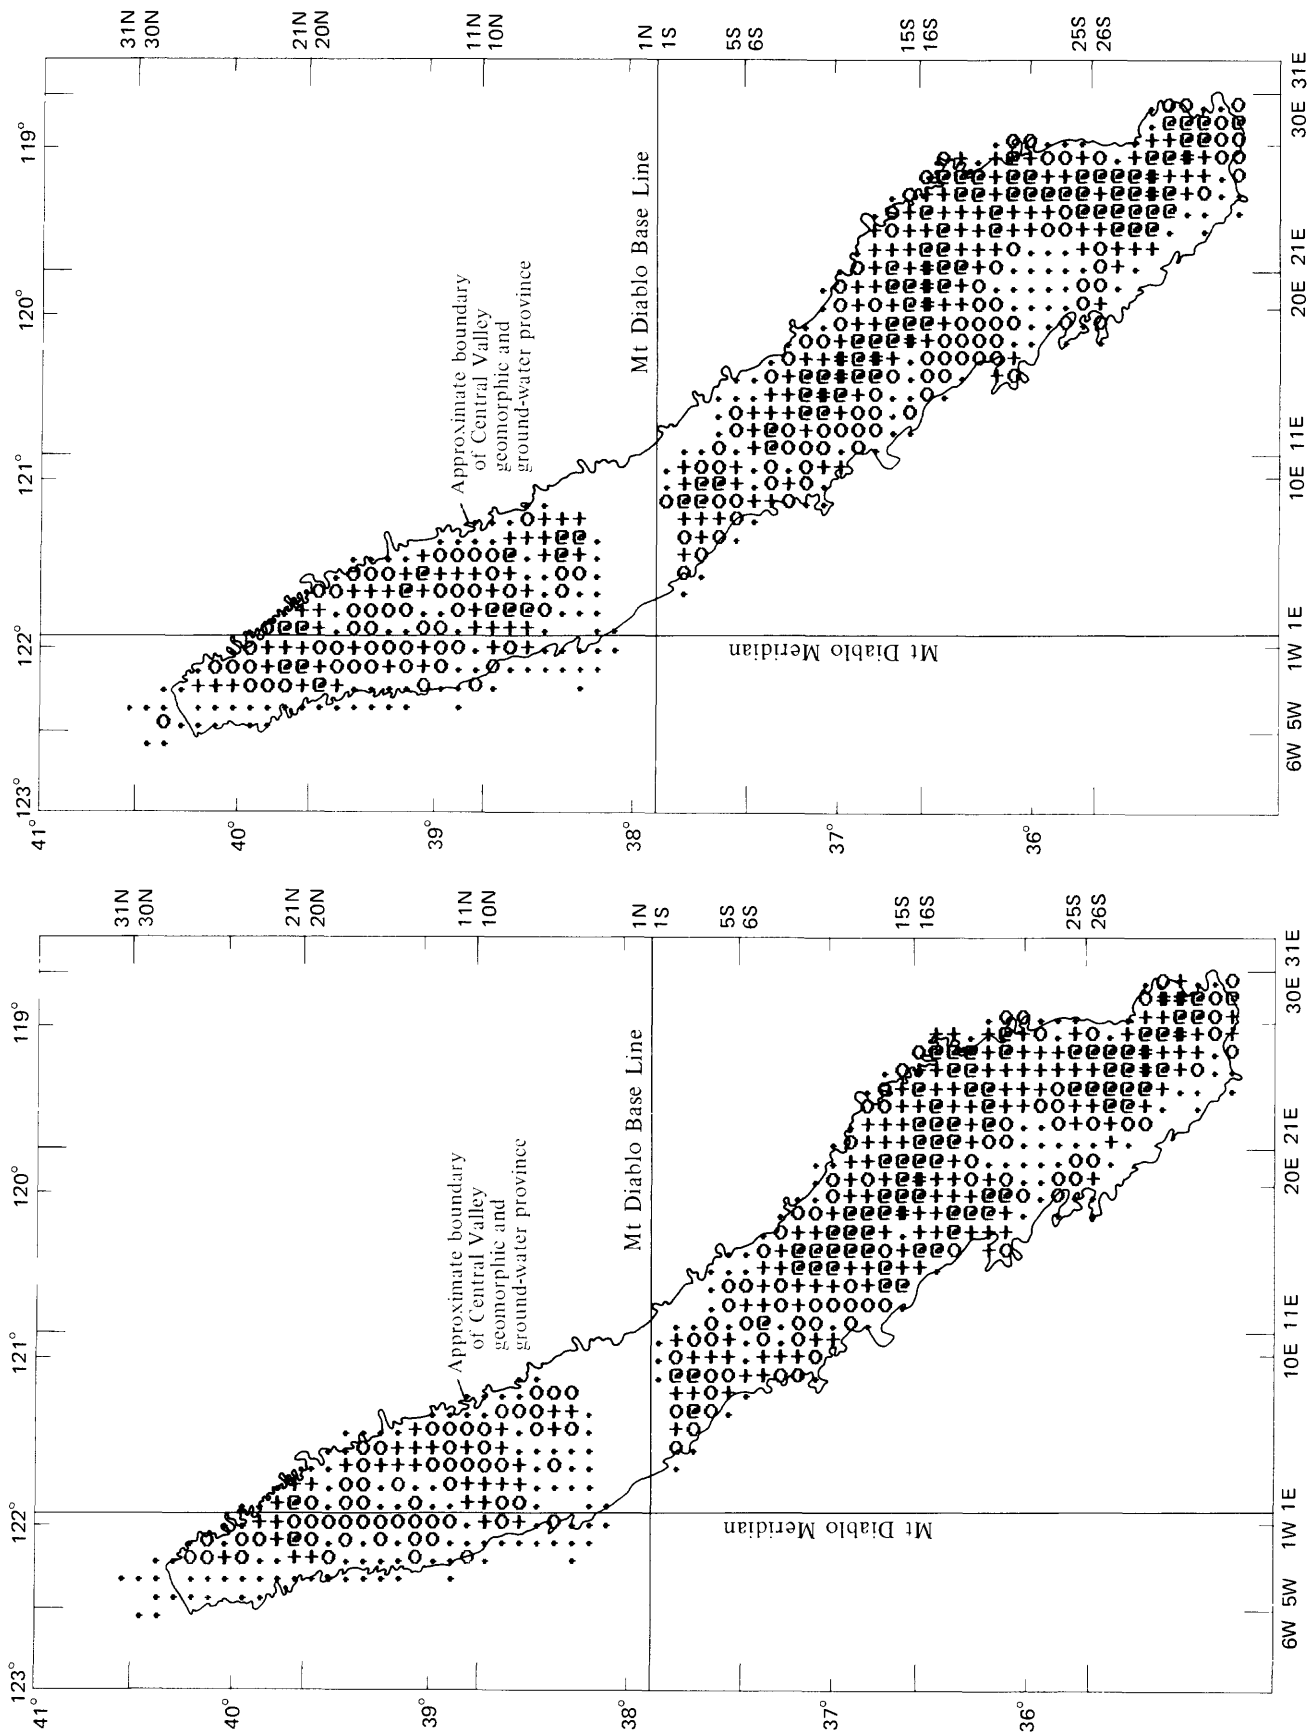 123°
122°
121°
120°
119°
41°
40°
39°
38°
37°
36°
31N
30N
21N
20N
11N
10N
1N
1S
5S
6S
15S
16S
25S
26S
6W 5W
1W 1E
10E 11E
20E 21E
30E 31E
Approximate boundary
of Central Valley
geomorphic and
ground-water province
Mt Diablo Base Line
Mt Diablo Meridian
123°
122°
121°
120°
119°
41°
40°
39°
38°
37°
36°
31N
30N
21N
20N
11N
10N
1N
1S
5S
6S
15S
16S
25S
26S
6W 5W
1W 1E
10E 11E
20E 21E
30E 31E
Approximate boundary
of Central Valley
geomorphic and
ground-water province
Mt Diablo Base Line
Mt Diablo Meridian